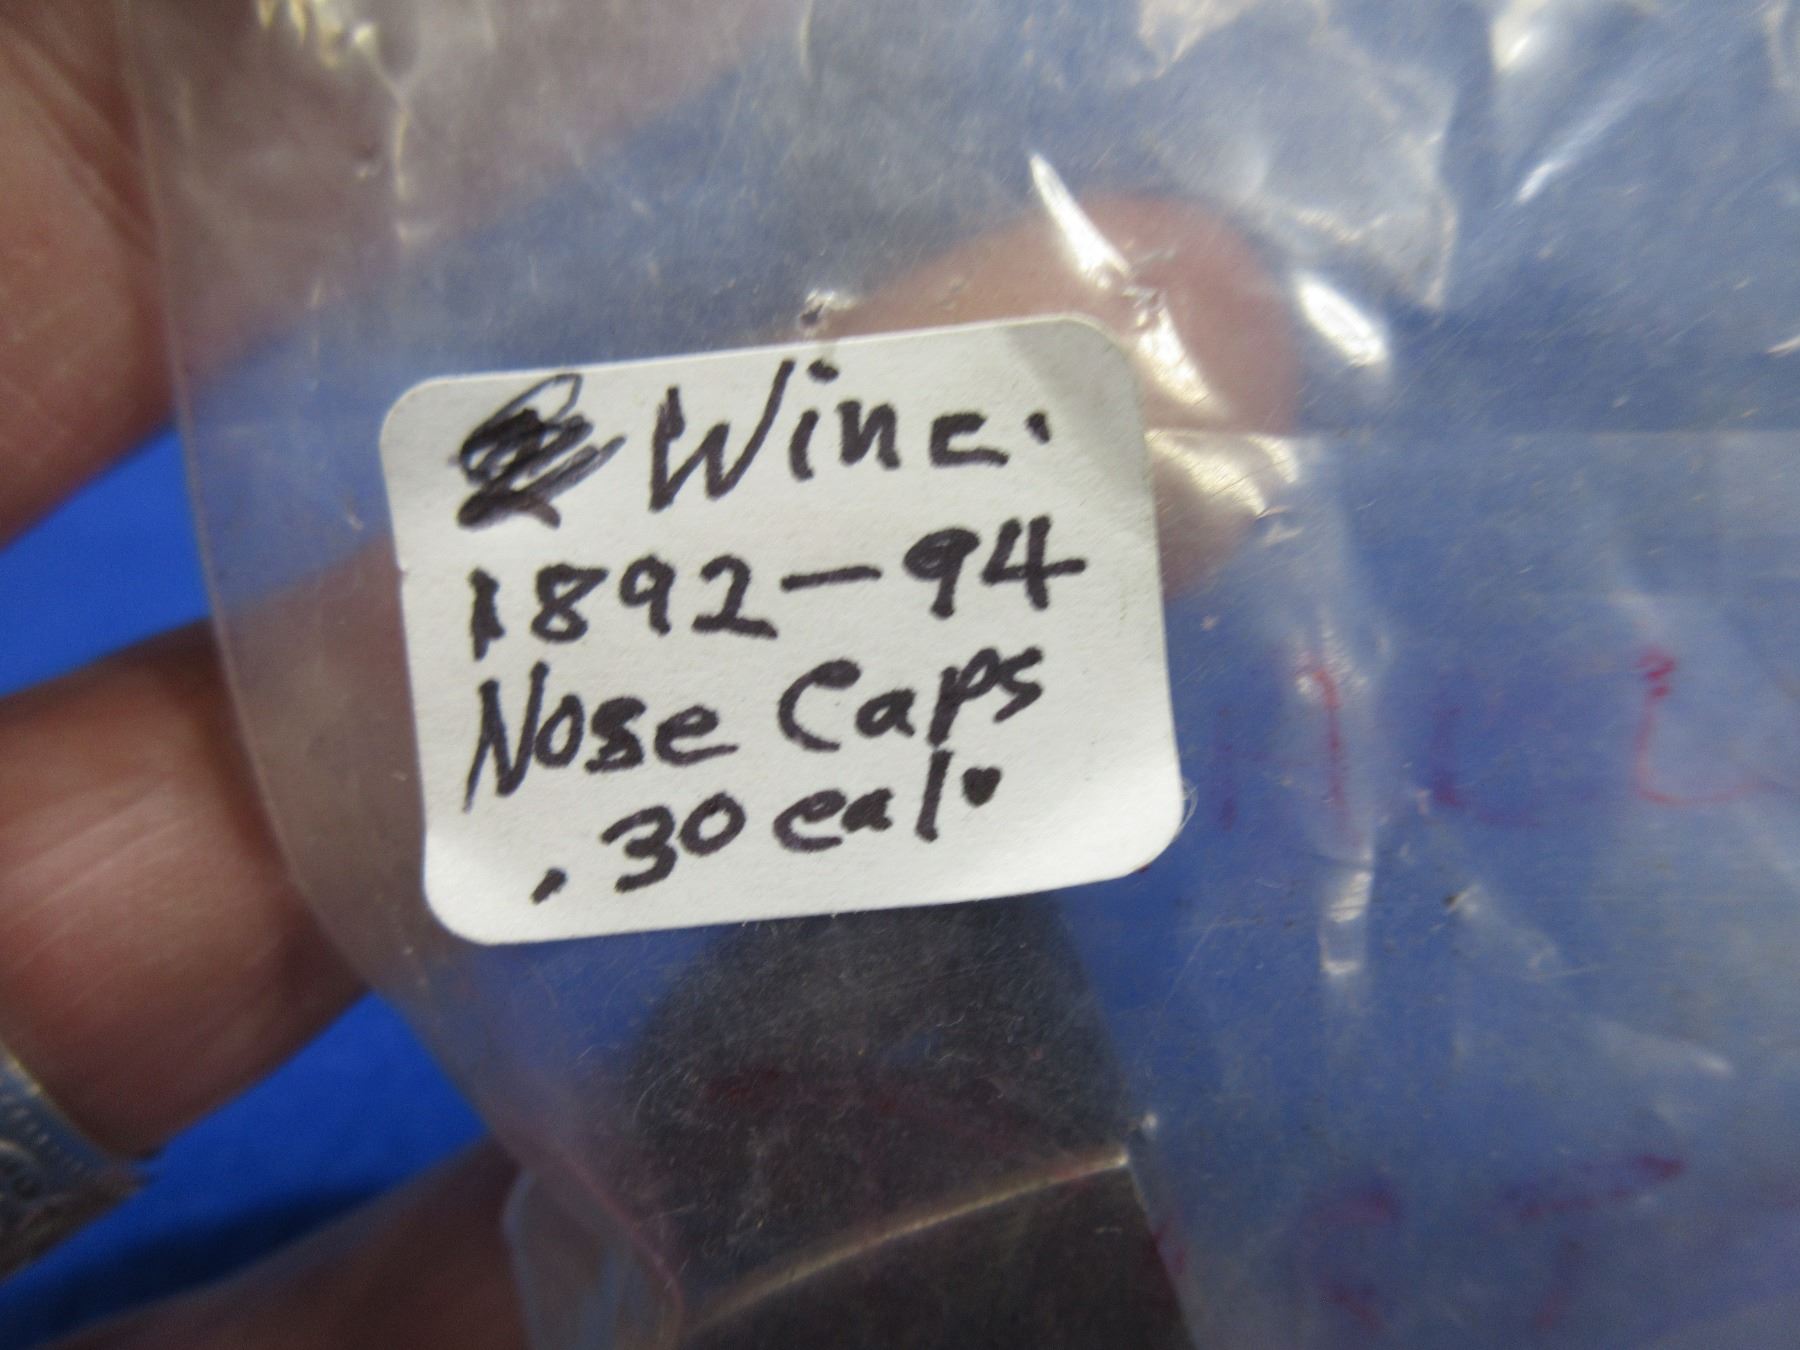 Winc.
1892-94
Nose Caps
.30 cal.